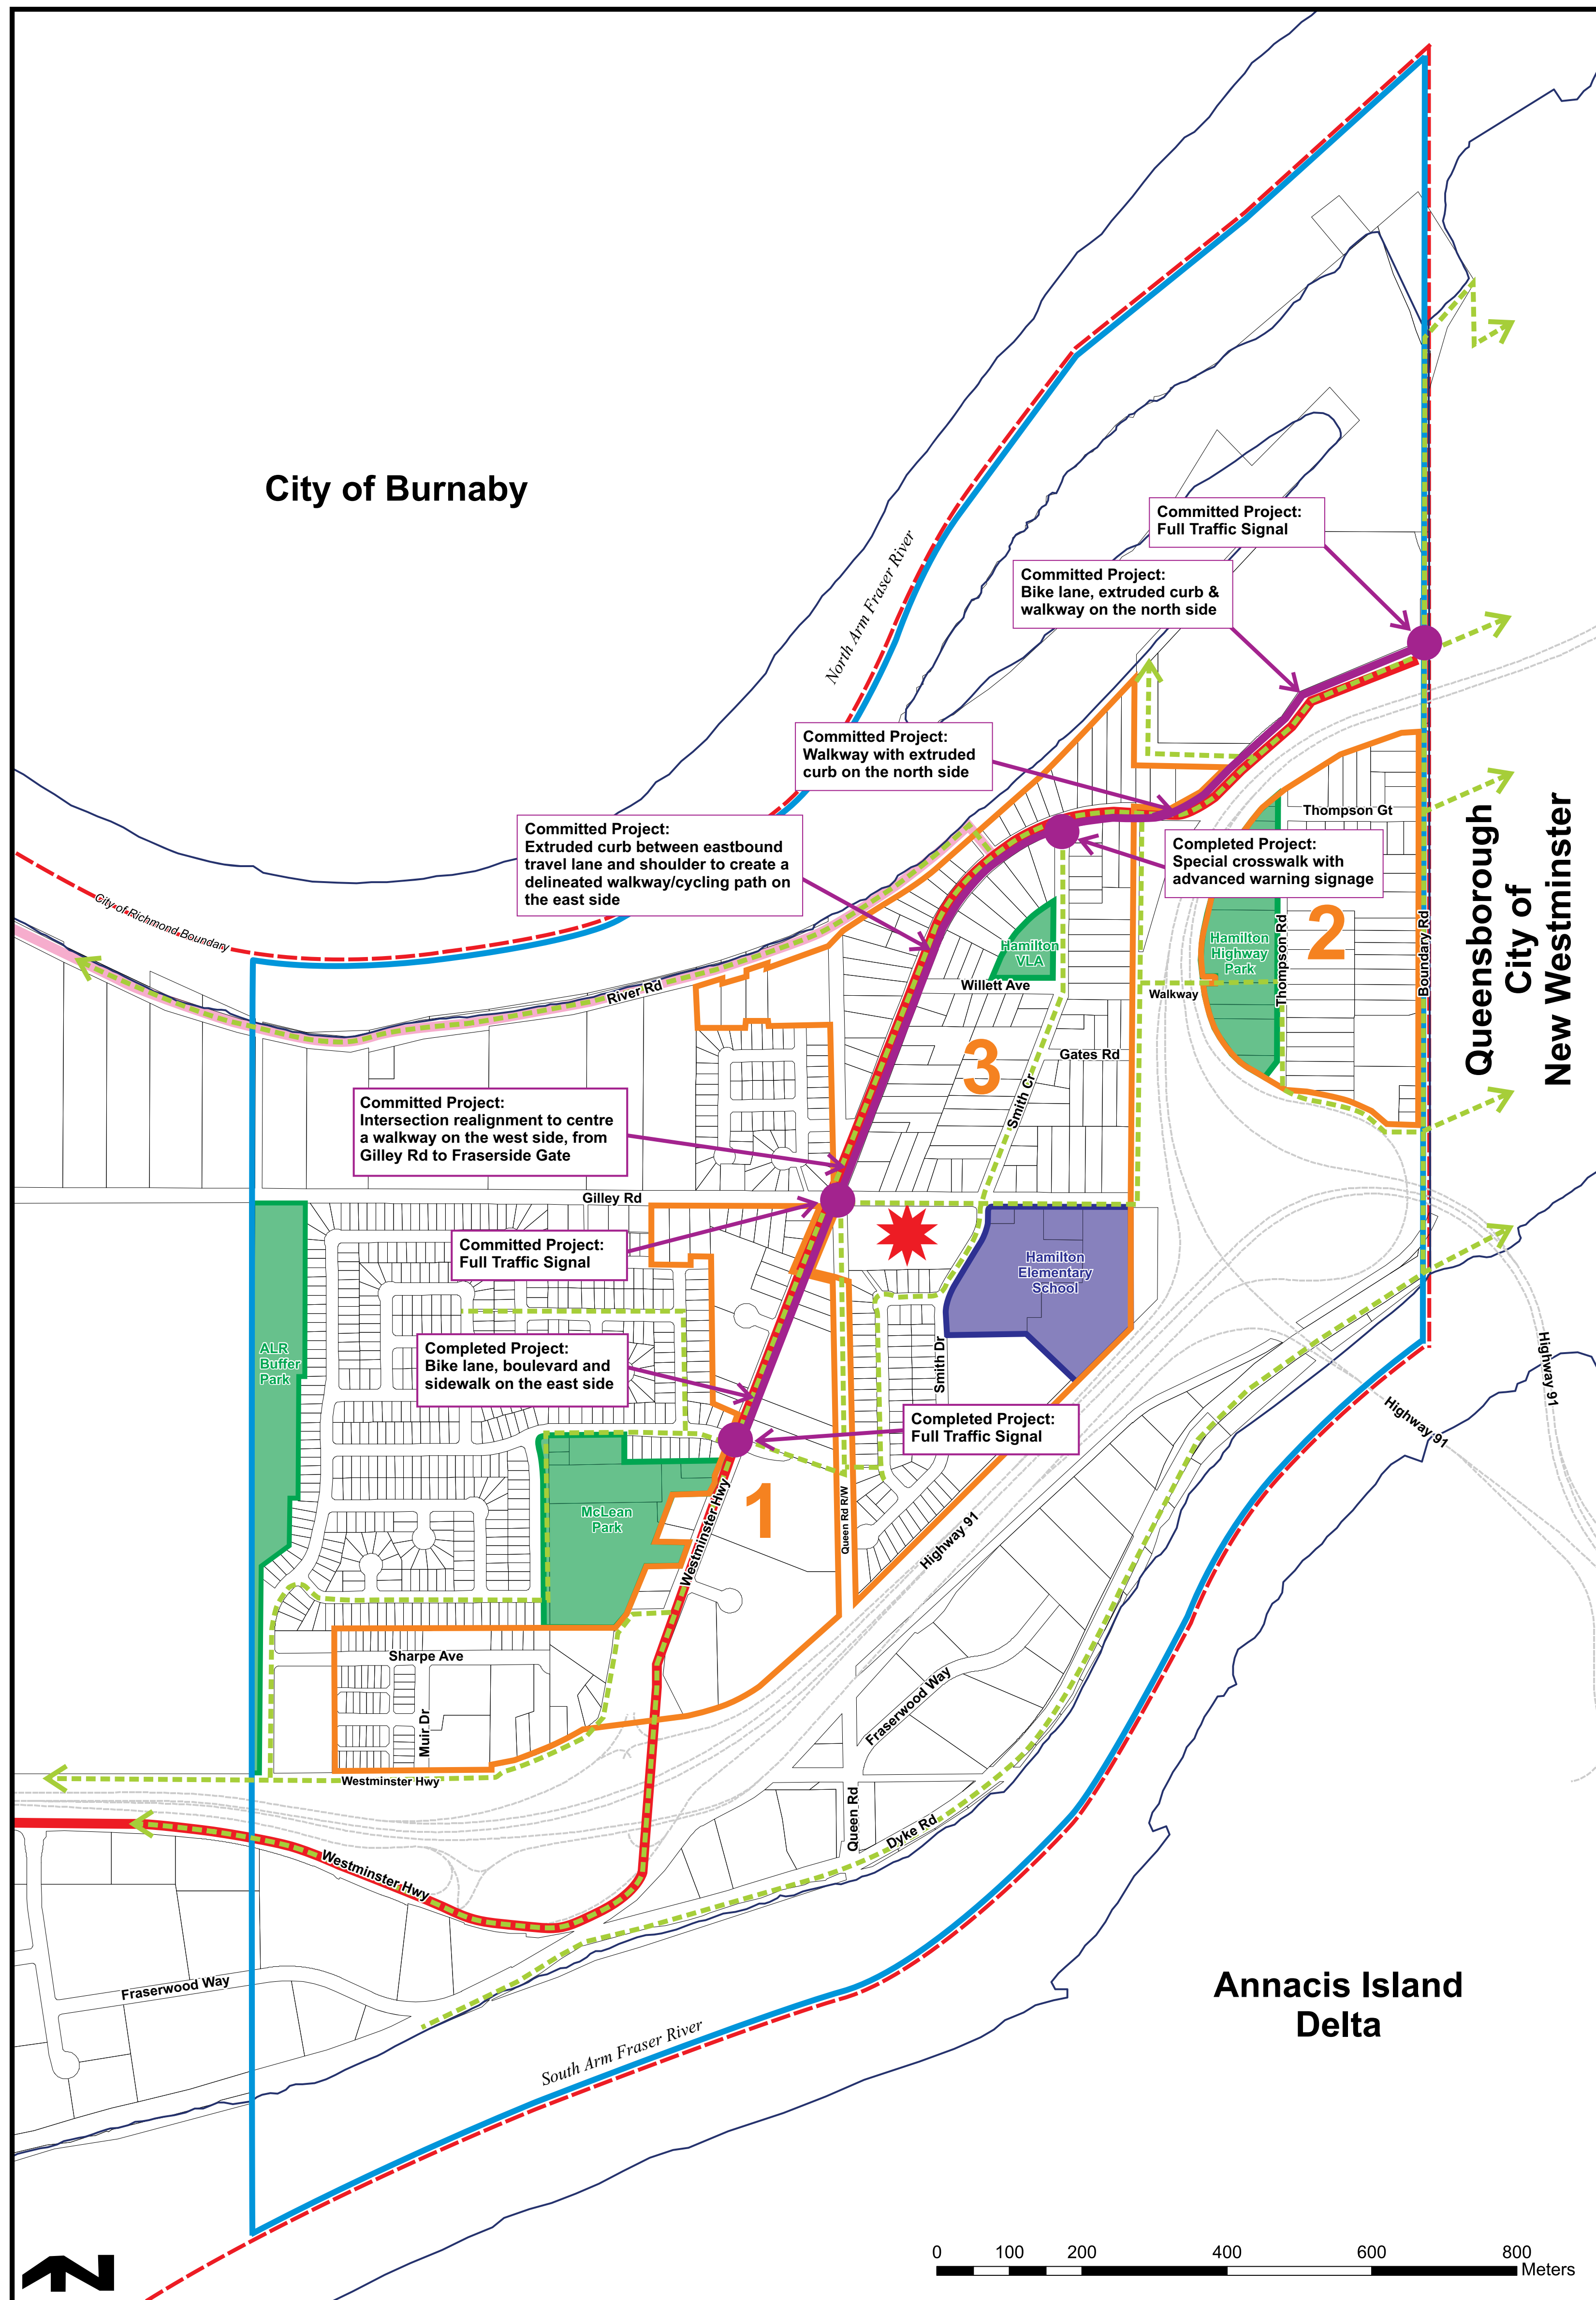 City of Burnaby
North Arm Fraser River
Committed Project:
Full Traffic Signal
Committed Project:
Bike lane, extruded curb &
walkway on the north side
Committed Project:
Walkway with extruded
curb on the north side
Committed Project:
Extruded curb between eastbound
travel lane and shoulder to create a
delineated walkway/cycling path on
the east side
Completed Project:
Special crosswalk with
advanced warning signage
Thompson Gt
Queensborough
City of
New Westminster
City of Richmond Boundary
River Rd
Hamilton
VLA
Willett Ave
Hamilton
Highway
Park
Thompson Rd
2
Boundary Rd
Walkway
3
Gates Rd
Smith Cr
Committed Project:
Intersection realignment to centre
a walkway on the west side, from
Gilley Rd to Fraserside Gate
Gilley Rd
Committed Project:
Full Traffic Signal
Hamilton
Elementary
School
ALR
Buffer
Park
Completed Project:
Bike lane, boulevard and
sidewalk on the east side
Smith Dr
Completed Project:
Full Traffic Signal
Highway 91
Highway 91
McLean
Park
Westminster Hwy
1
Queen Rd R/W
Highway 91
Sharpe Ave
Muir Dr
Westminster Hwy
Fraserwood Way
Queen Rd
Dyke Rd
Westminster Hwy
Fraserwood Way
South Arm Fraser River
Annacis Island
Delta
N
0 100 200 400 600 800
Meters